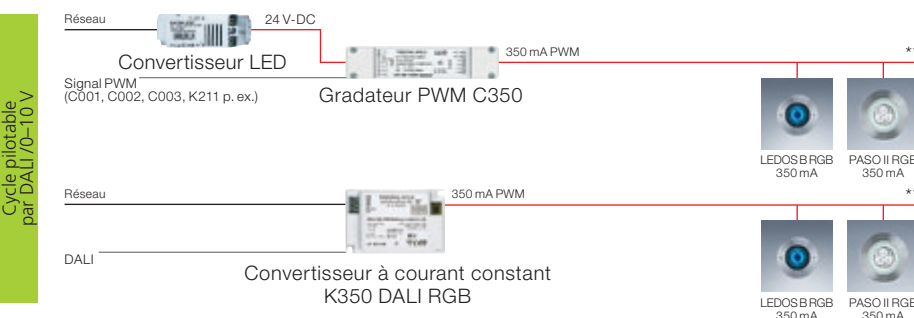 Cycle pilotable
par DALI /0–10 V
Réseau
24 V-DC
Convertisseur LED
350 mA PWM
**
Signal PWM
(C001, C002, C003, K211 p. ex.)
Gradateur PWM C350
LEDOS B RGB
350 mA
PASO II RGB
350 mA
Réseau
350 mA PWM
**
DALI
Convertisseur à courant constant
K350 DALI RGB
LEDOS B RGB
350 mA
PASO II RGB
350 mA